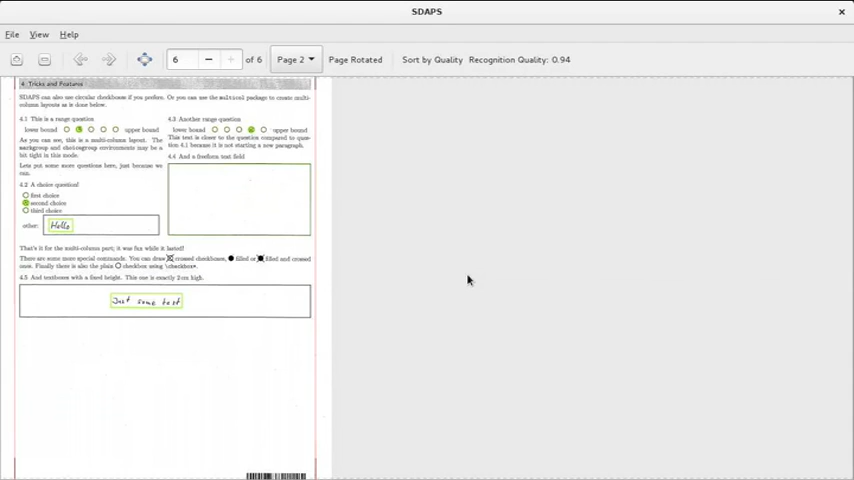 SDAPS
File View Help
6 of 6 Page 2 Page Rotated Sort by Quality Recognition Quality: 0.94
4 Tricks and Features
SDAPS can also use circular checkboxes if you prefer. Or you can use the multicol package to create multi-
column layouts as is done below.
4.1 This is a range question
lower bound upper bound
As you can see, this is a multi-column layout. The
markgroup and choicegroup environments may be a
bit tight in this mode.
Lets put some more questions here, just because we
can.
4.2 A choice question!
first choice
second choice
third choice
other: Hello
4.3 Another range question
lower bound upper bound
This text is closer to the question compared to ques-
tion 4.1 because it is not starting a new paragraph.
4.4 And a freeform text field
That's it for the multi-column part; it was fun while it lasted!
There are some more special commands. You can draw crossed checkboxes, filled or filled and crossed
ones. Finally there is also the plain checkbox using \checkbox*.
4.5 And textboxes with a fixed height. This one is exactly 2 cm high.
Just some text